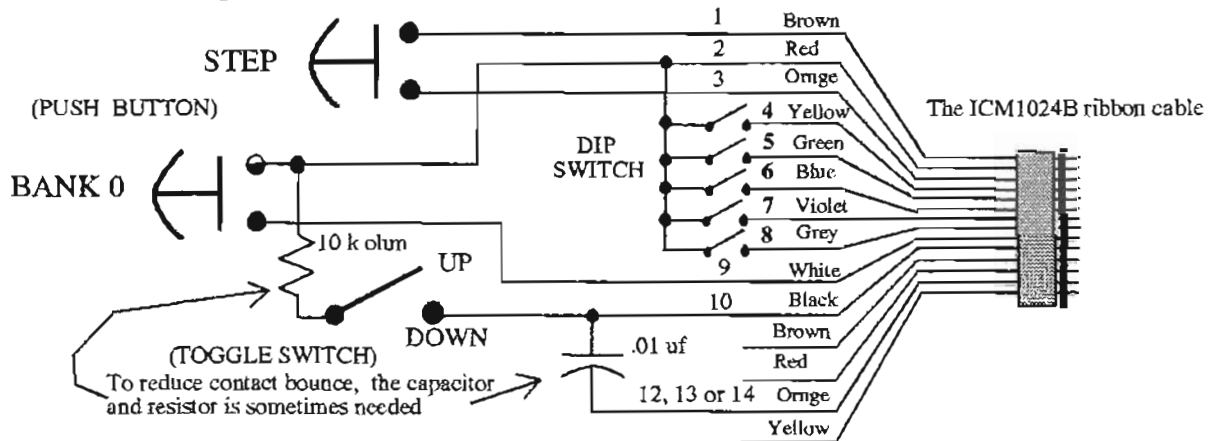 1 Brown
2 Red
STEP
3 Ornge
(PUSH BUTTON)
4 Yellow
The ICM1024B ribbon cable
5 Green
DIP
SWITCH
6 Blue
BANK 0
7 Violet
8 Grey
10 k ohm
UP
9 White
10 Black
DOWN
Brown
.01 uf
(TOGGLE SWITCH)
Red
To reduce contact bounce, the capacitor
and resistor is sometimes needed
12, 13 or 14 Ornge
Yellow